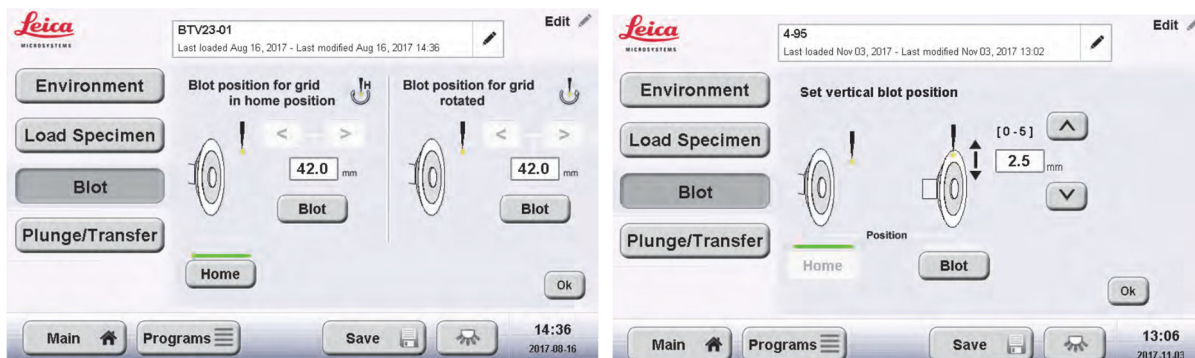 Leica
MICROSYSTEMS
BTV23-01
Last loaded Aug 16, 2017 - Last modified Aug 16, 2017 14:36
Edit
Environment
Load Specimen
Blot
Plunge/Transfer
Blot position for grid
in home position
H
< >
42.0 mm
Blot
Home
Blot position for grid
rotated
< >
42.0 mm
Blot
Ok
Main
Programs
Save
14:36
2017-08-16
Leica
MICROSYSTEMS
4-95
Last loaded Nov 03, 2017 - Last modified Nov 03, 2017 13:02
Edit
Environment
Load Specimen
Blot
Plunge/Transfer
Set vertical blot position
[0 - 5]
2.5 mm
Position
Home
Blot
Ok
Main
Programs
Save
13:06
2017-11-03